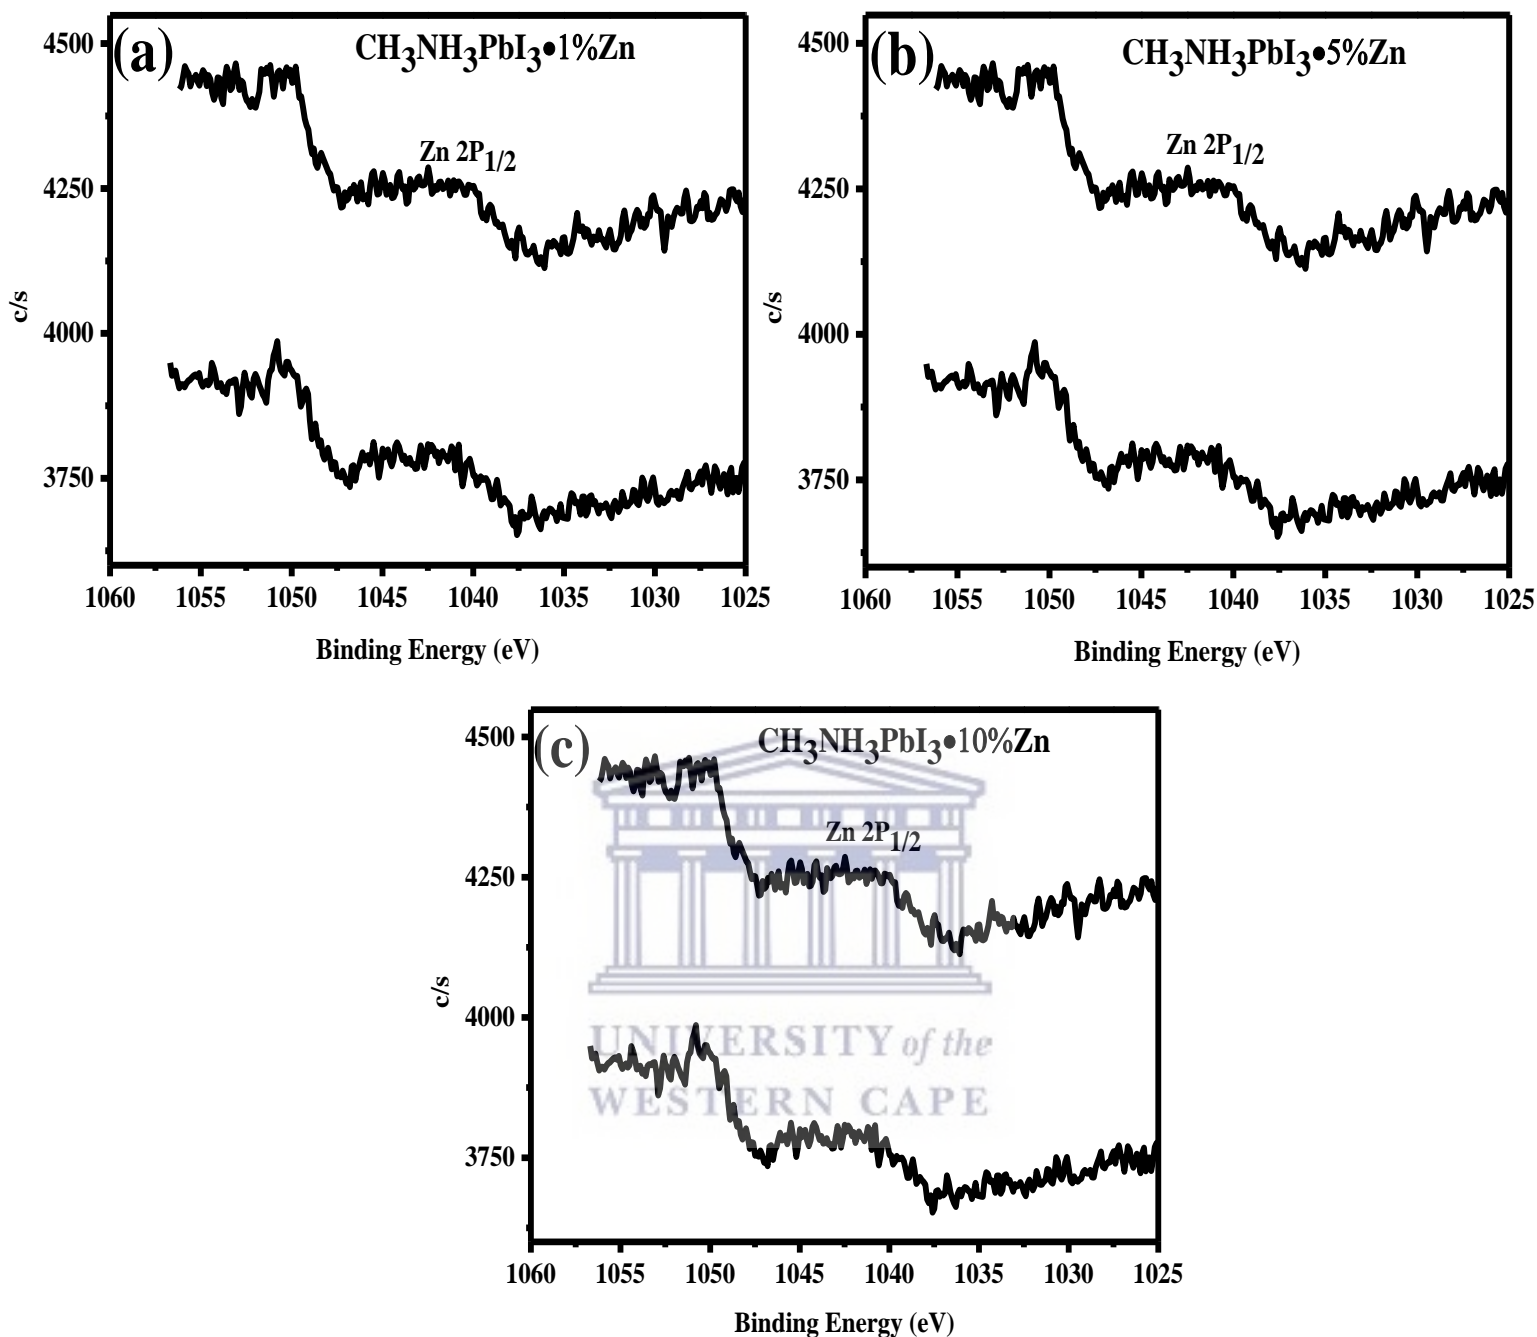 (a) CH3NH3PbI3•1%Zn
4500
4250
4000
3750
Zn 2P1/2
c/s
1060 1055 1050 1045 1040 1035 1030 1025
Binding Energy (eV)
(b) CH3NH3PbI3•5%Zn
4500
4250
4000
3750
Zn 2P1/2
c/s
1060 1055 1050 1045 1040 1035 1030 1025
Binding Energy (eV)
(c) CH3NH3PbI3•10%Zn
4500
4250
4000
3750
Zn 2P1/2
c/s
UNIVERSITY of the
WESTERN CAPE
1060 1055 1050 1045 1040 1035 1030 1025
Binding Energy (eV)